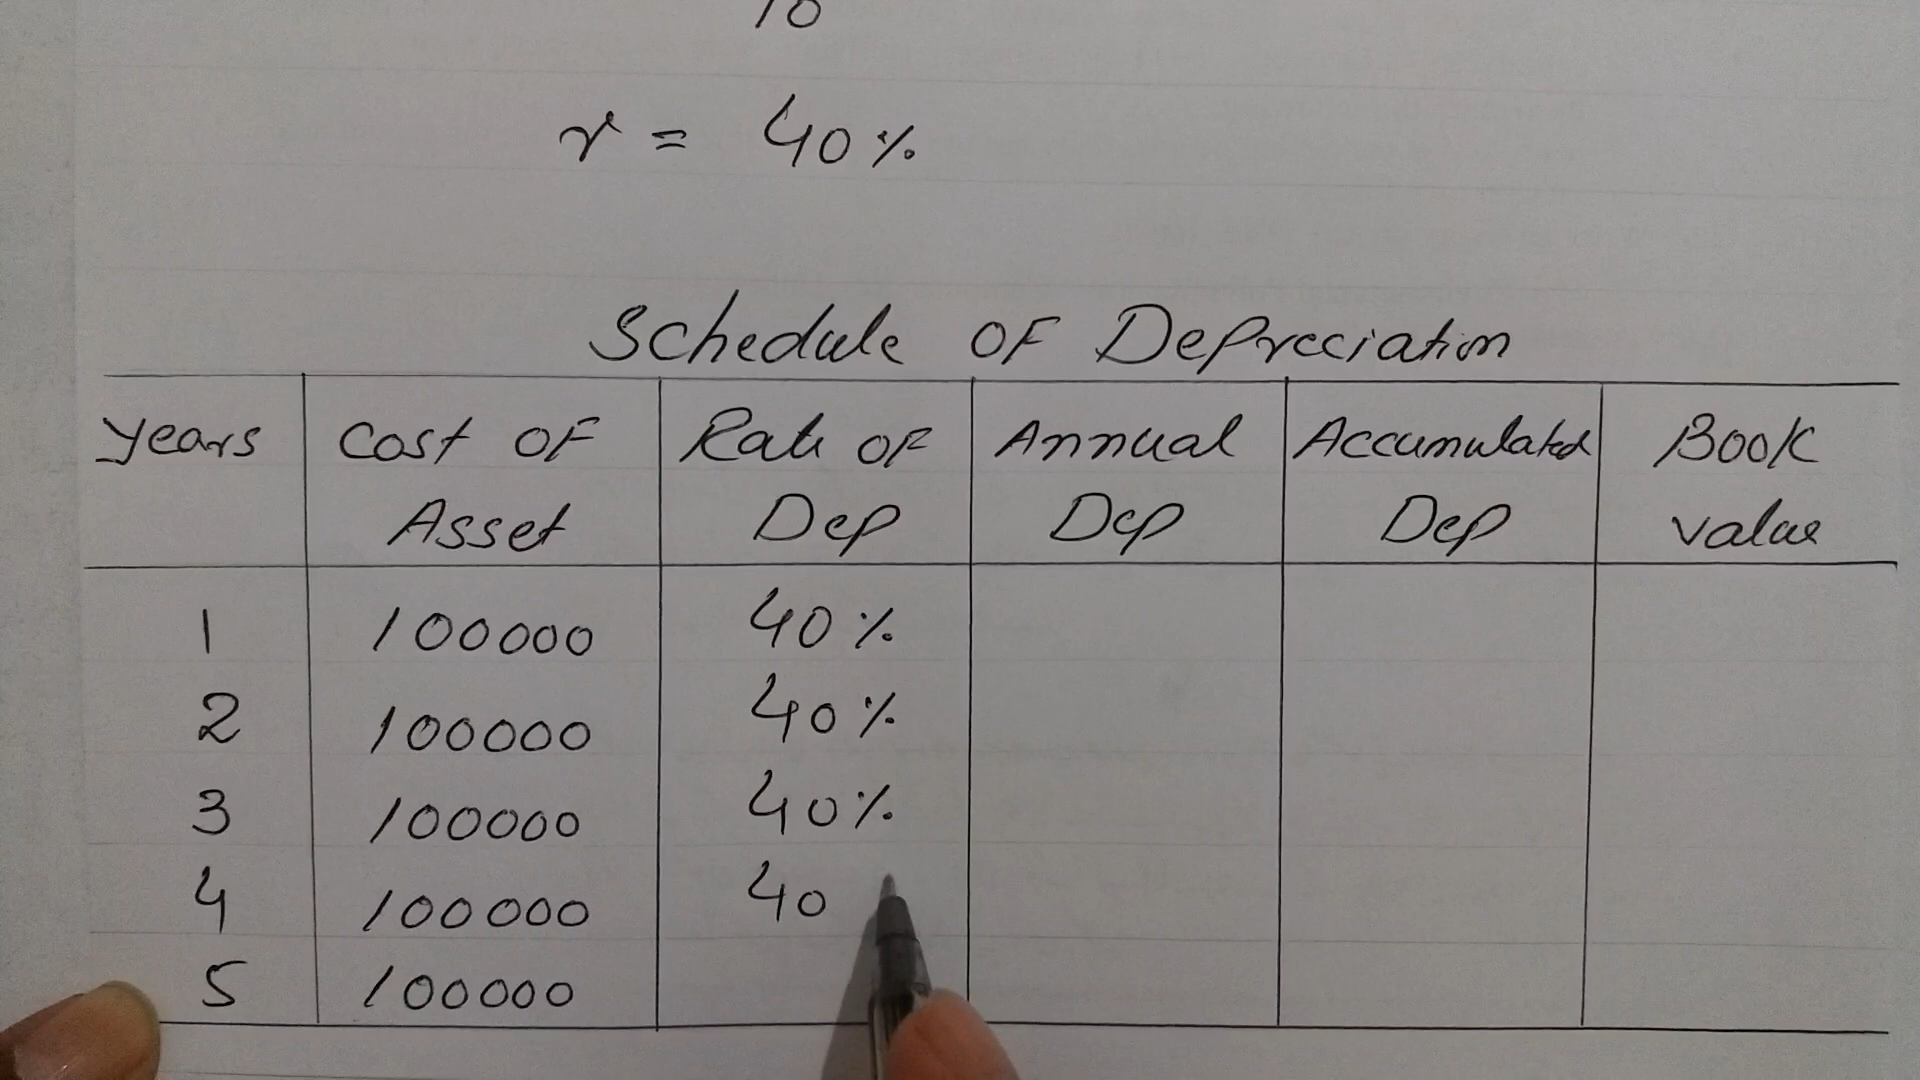 10
r = 40%
Schedule OF Depreciation
Years Cost OF Asset Rate OF Dep Annual Dep Accumulated Dep Book value
1 100000 40%
2 100000 40%
3 100000 40%
4 100000 40
5 100000